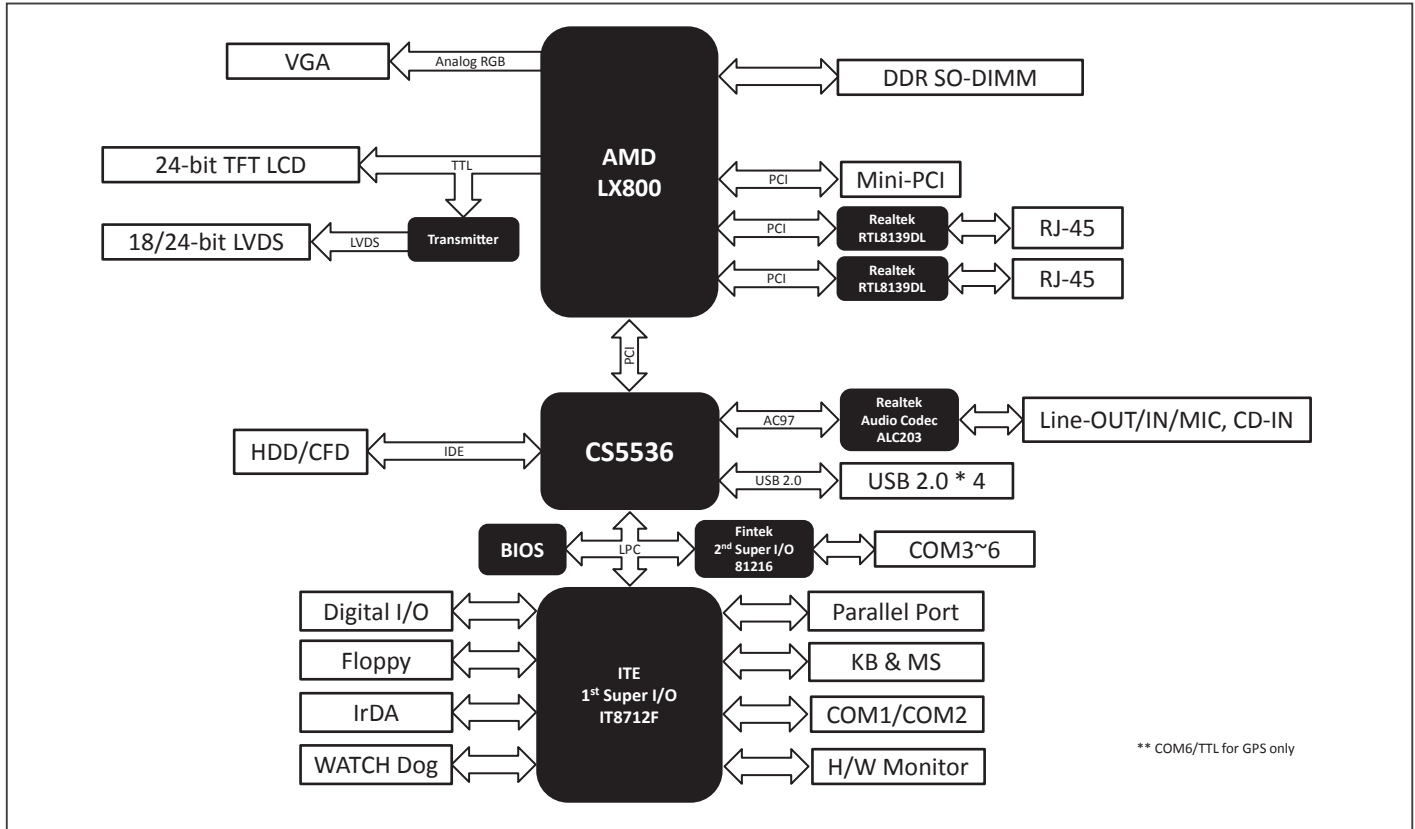 VGA
Analog RGB
AMD
LX800
DDR SO-DIMM
24-bit TFT LCD
TTL
PCI
Mini-PCI
18/24-bit LVDS
LVDS
Transmitter
PCI
Realtek
RTL8139DL
RJ-45
PCI
Realtek
RTL8139DL
RJ-45
PCI
HDD/CFD
IDE
CS5536
AC97
Realtek
Audio Codec
ALC203
Line-OUT/IN/MIC, CD-IN
USB 2.0
USB 2.0 * 4
BIOS
LPC
Fintek
2nd Super I/O
81216
COM3~6
Digital I/O
Floppy
IrDA
WATCH Dog
ITE
1st Super I/O
IT8712F
Parallel Port
KB & MS
COM1/COM2
H/W Monitor
** COM6/TTL for GPS only